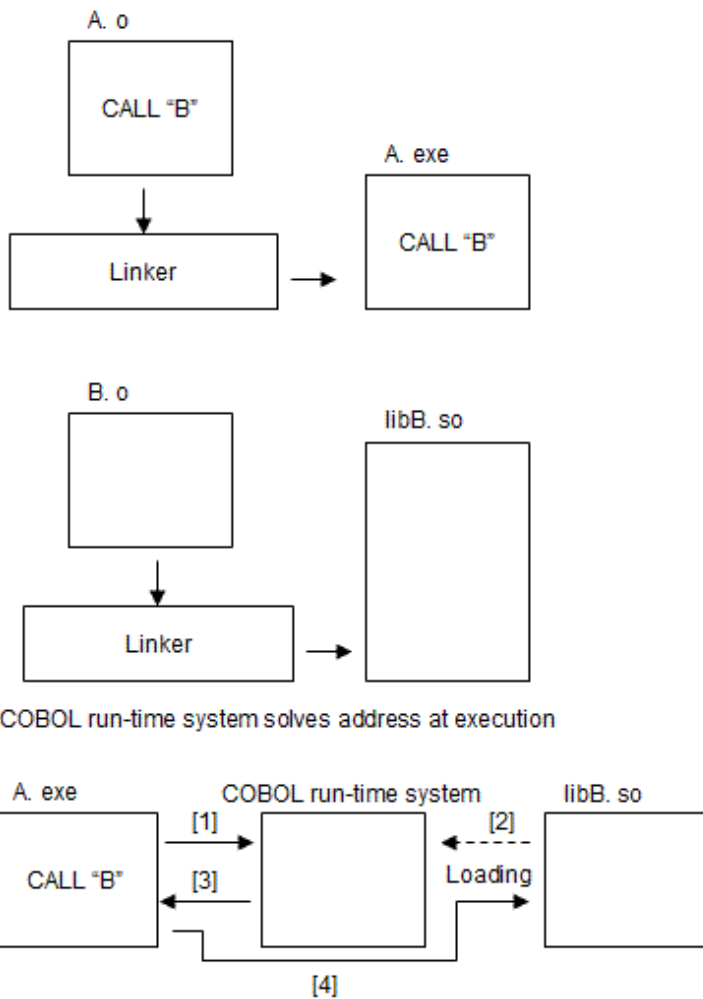 A. o
CALL “B”
A. exe
CALL “B”
Linker
B. o
libB. so
Linker
COBOL run-time system solves address at execution
A. exe
COBOL run-time system
libB. so
[1]
[2]
CALL “B”
[3]
Loading
[4]